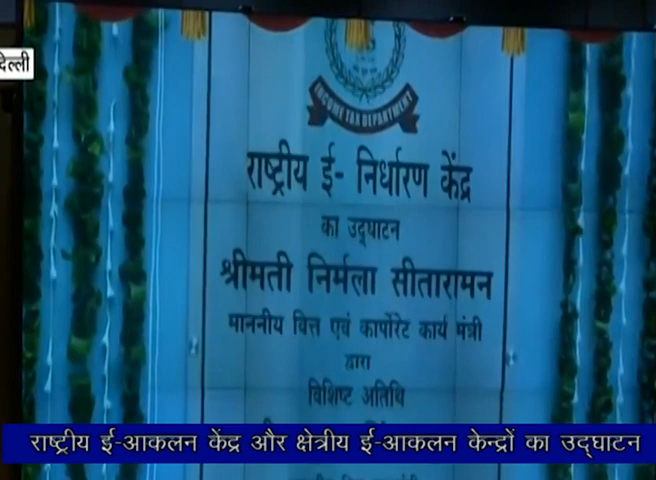 दिल्ली
INCOME TAX DEPARTMENT
राष्ट्रीय ई- निर्धारण केंद्र
का उद्घाटन
श्रीमती निर्मला सीतारामन
माननीय वित्त एवं कार्पोरेट कार्य मंत्री
द्वारा
विशिष्ट अतिथि
राष्ट्रीय ई-आकलन केंद्र और क्षेत्रीय ई-आकलन केन्द्रों का उद्घाटन